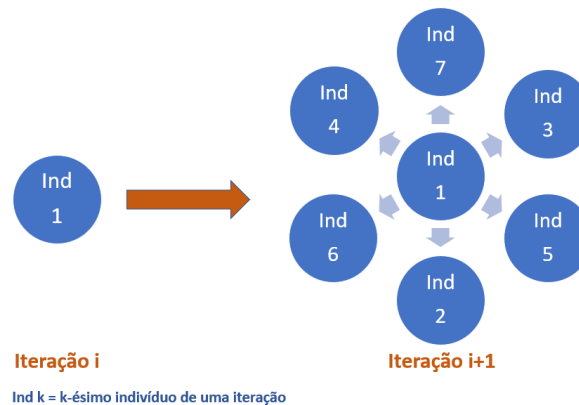 Ind
1
Ind
7
Ind
4
Ind
3
Ind
1
Ind
6
Ind
5
Ind
2
Iteração i
Iteração i+1
Ind k = k-ésimo indivíduo de uma iteração